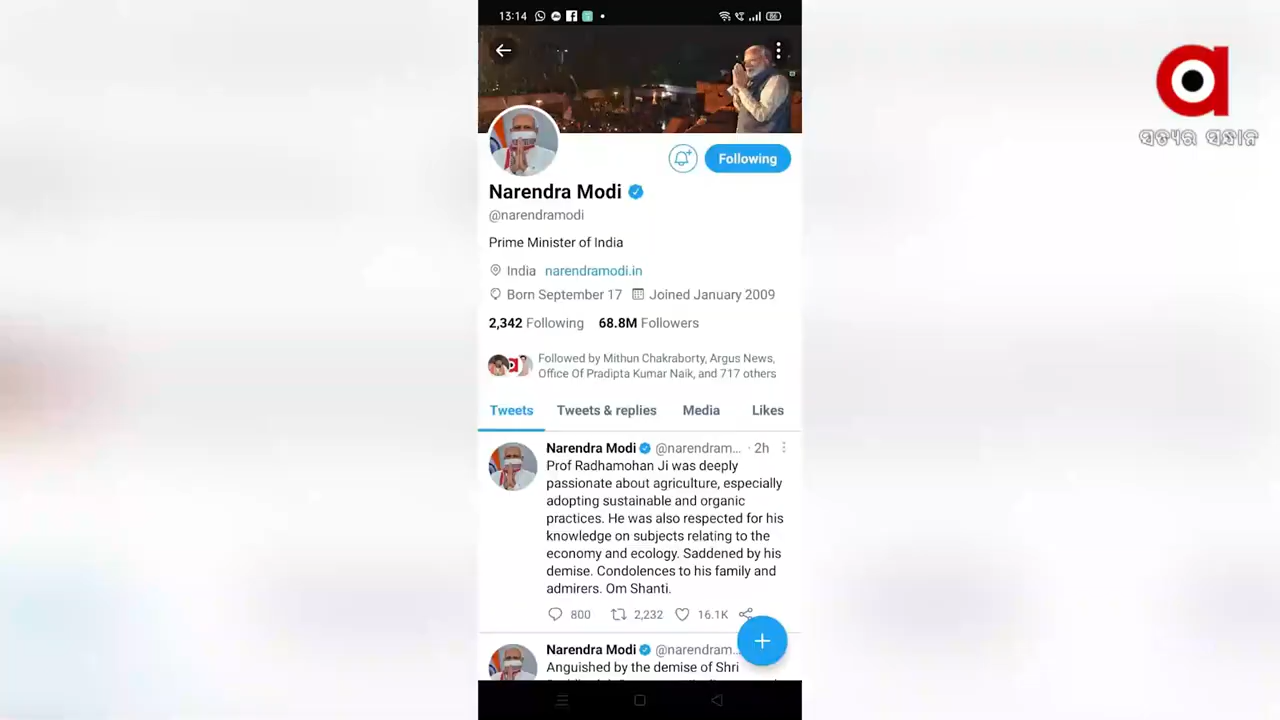 13:14
ସତ୍ୟର ସନ୍ଧାନ
Following
Narendra Modi
@narendramodi
Prime Minister of India
India narendramodi.in
Born September 17 Joined January 2009
2,342 Following 68.8M Followers
Followed by Mithun Chakraborty, Argus News,
Office Of Pradipta Kumar Naik, and 717 others
Tweets Tweets & replies Media Likes
Narendra Modi @narendram... · 2h
Prof Radhamohan Ji was deeply
passionate about agriculture, especially
adopting sustainable and organic
practices. He was also respected for his
knowledge on subjects relating to the
economy and ecology. Saddened by his
demise. Condolences to his family and
admirers. Om Shanti.
800 2,232 16.1K
Narendra Modi @narendram...
Anguished by the demise of Shri